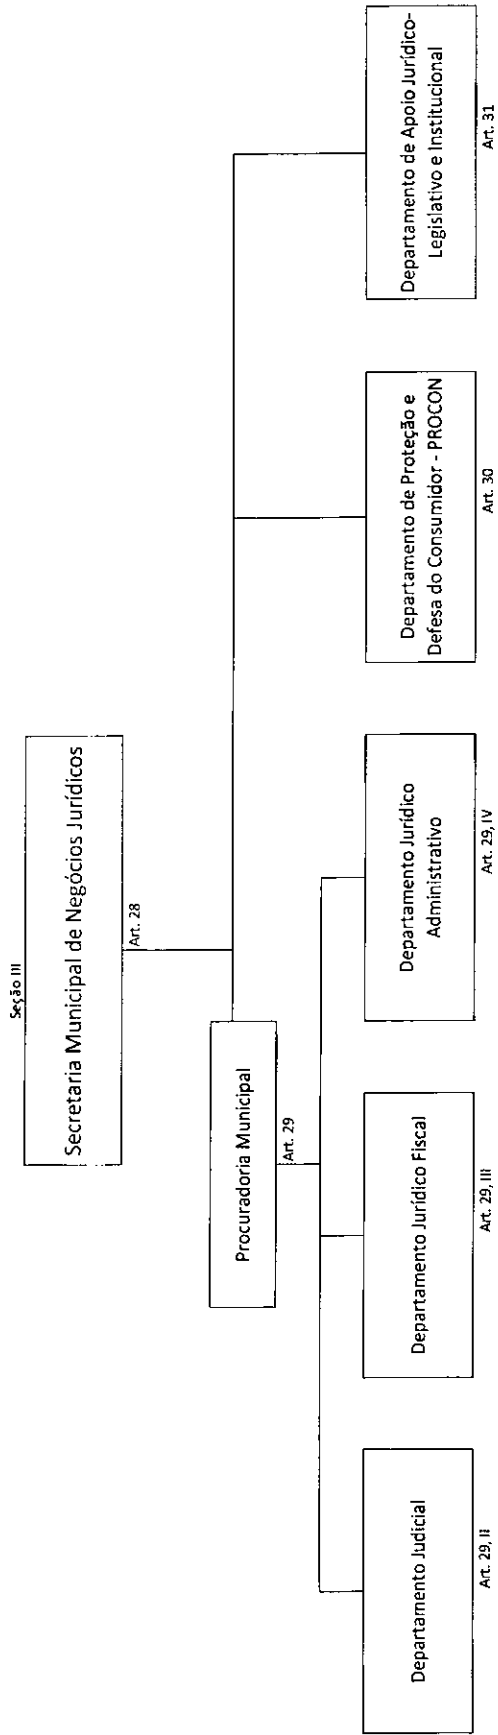 Seção III
Secretaria Municipal de Negócios Jurídicos
Art. 28
Procuradoria Municipal
Art. 29
Departamento Judicial
Art. 29, II
Departamento Jurídico Fiscal
Art. 29, III
Departamento Jurídico
Administrativo
Art. 29, IV
Departamento de Proteção e
Defesa do Consumidor - PROCON
Art. 30
Departamento de Apoio Jurídico-
Legislativo e Institucional
Art. 31